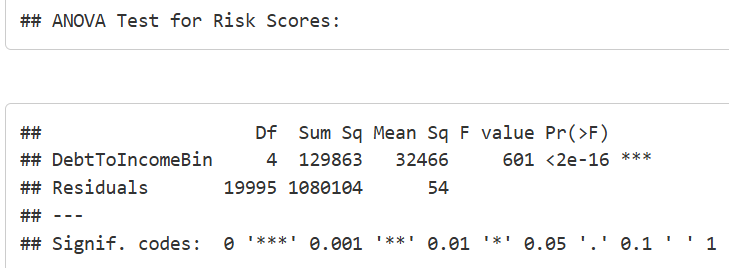 ## ANOVA Test for Risk Scores:
##                    Df  Sum Sq Mean Sq F value Pr(>F)
## DebtToIncomeBin     4  129863   32466     601 <2e-16 ***
## Residuals       19995 1080104      54
## ---
## Signif. codes:  0 '***' 0.001 '**' 0.01 '*' 0.05 '.' 0.1 ' ' 1